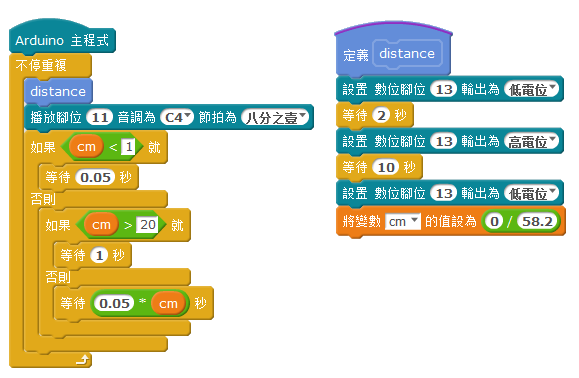 Arduino 主程式
不停重複
distance
播放腳位 11 音調為 C4 節拍為 八分之壹
如果 cm < 1 就
等待 0.05 秒
否則
如果 cm > 20 就
等待 1 秒
否則
等待 0.05 * cm 秒
定義 distance
設置 數位腳位 13 輸出為 低電位
等待 2 秒
設置 數位腳位 13 輸出為 高電位
等待 10 秒
設置 數位腳位 13 輸出為 低電位
將變數 cm 的值設為 0 / 58.2